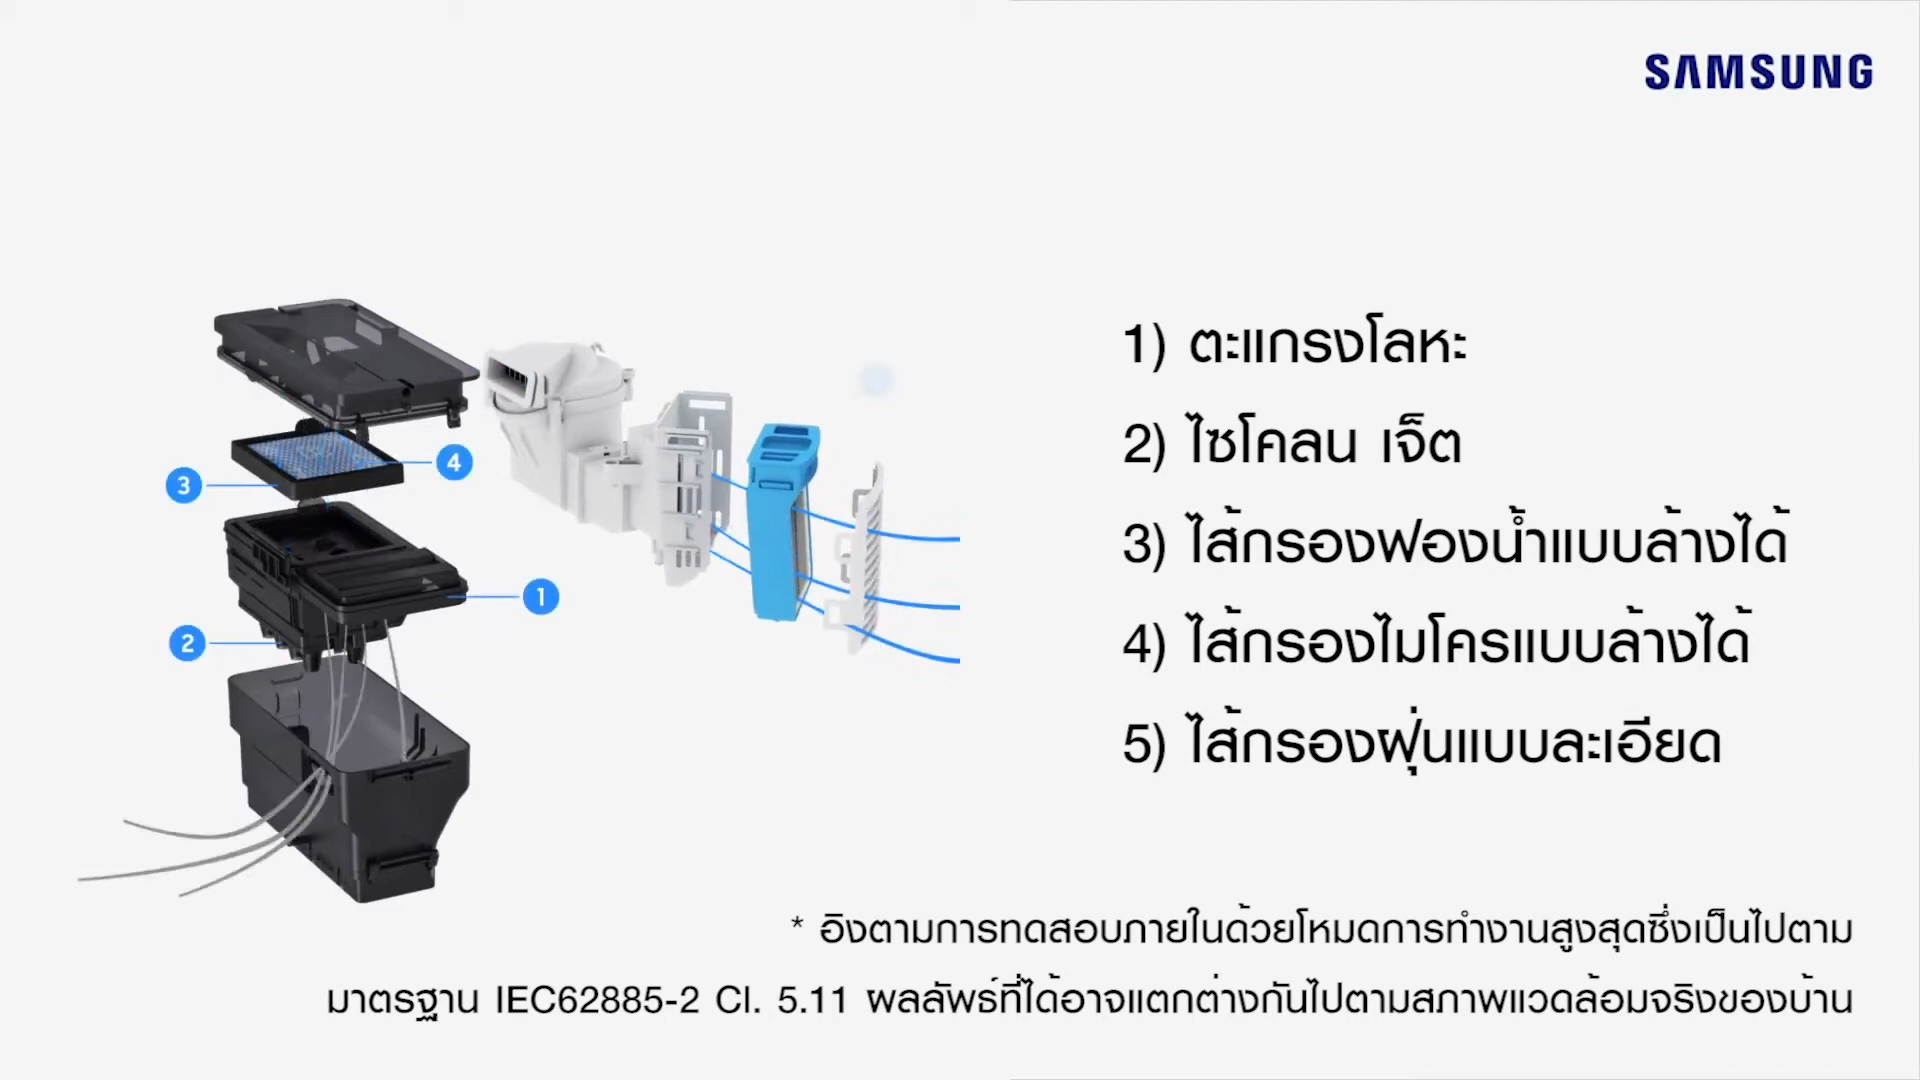 SAMSUNG
1) ตะแกรงโลหะ
2) ไซโคลน เจ็ต
3) ไส้กรองฟองน้ำแบบล้างได้
4) ไส้กรองไมโครแบบล้างได้
5) ไส้กรองฝุ่นแบบละเอียด
4
3
1
2
* อิงตามการทดสอบภายในด้วยโหมดการทำงานสูงสุดซึ่งเป็นไปตาม
มาตรฐาน IEC62885-2 Cl. 5.11 ผลลัพธ์ที่ได้อาจแตกต่างกันไปตามสภาพแวดล้อมจริงของบ้าน